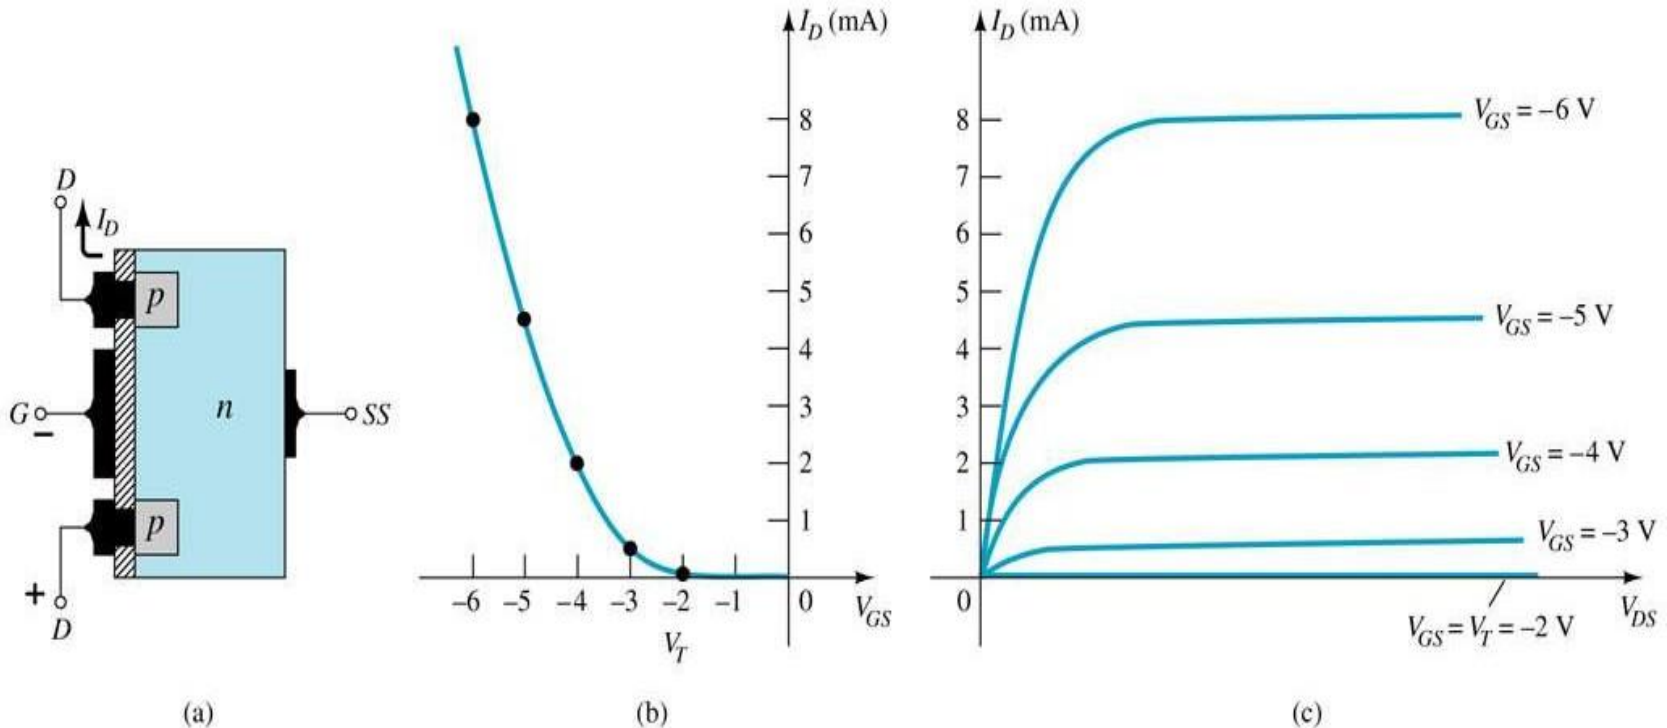 D
I_D
p
n
G
−
SS
p
+
D
(a)
I_D (mA)
8
7
6
5
4
3
2
1
−6 −5 −4 −3 −2 −1 0 V_GS
V_T
(b)
I_D (mA)
8
7
6
5
4
3
2
1
0
V_GS = −6 V
V_GS = −5 V
V_GS = −4 V
V_GS = −3 V
V_DS
V_GS = V_T = −2 V
(c)